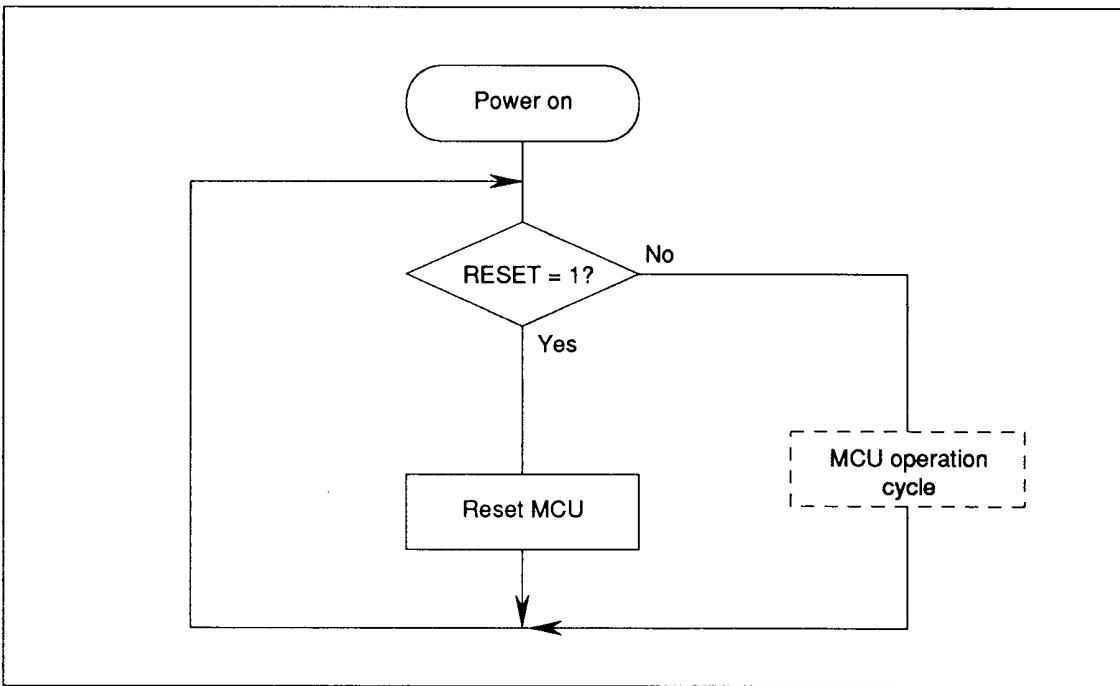 Power on
RESET = 1?
No
Yes
MCU operation
cycle
Reset MCU